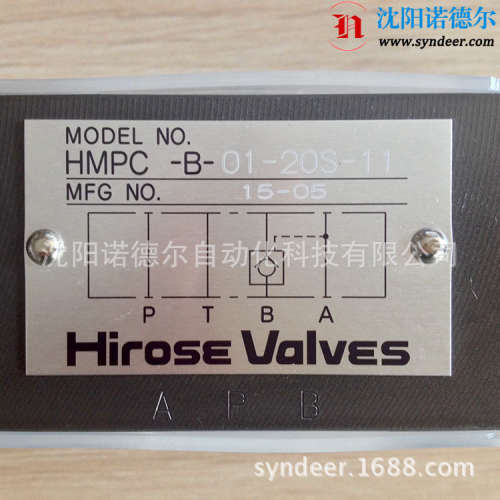 沈阳诺德尔
www.syndeer.com
MODEL NO.
HMPC -B-01-20S-11
MFG NO. 15-05
沈阳诺德尔自动化科技有限公司
P T B A
Hirose Valves
A P B
syndeer.1688.com